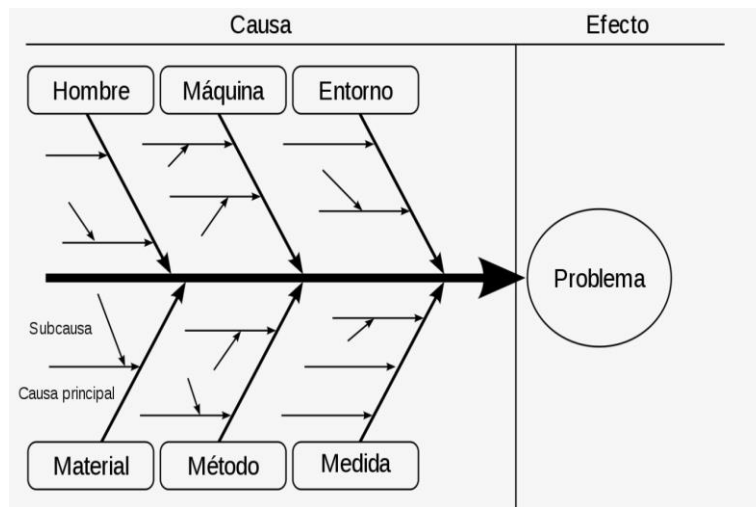 Causa
Efecto
Hombre
Máquina
Entorno
Problema
Subcausa
Causa principal
Material
Método
Medida